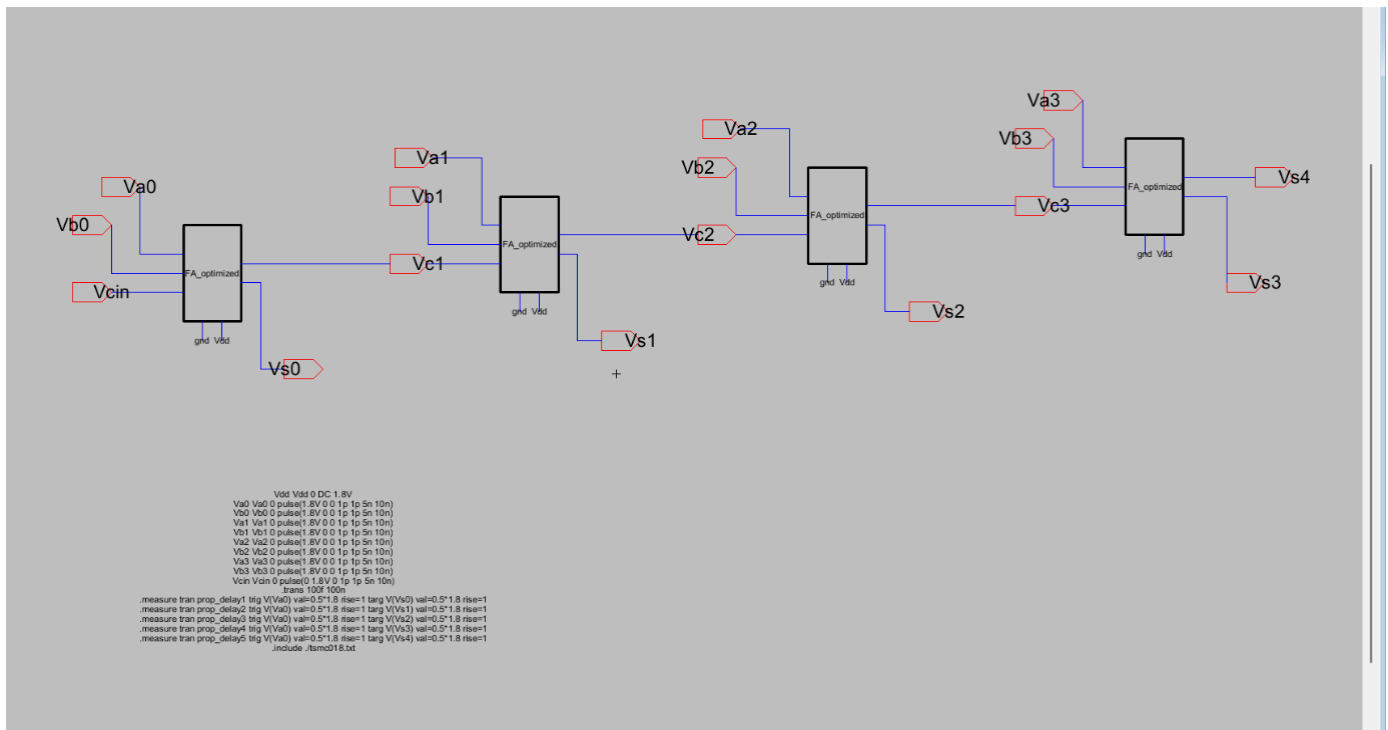 Va3
Vb3
Va2
Va1
Vb2
Vs4
FA_optimized
Va0
Vb1
Vc3
FA_optimized
Vb0
Vc2
FA_optimized
gnd Vdd
Vc1
FA_optimized
Vs3
gnd Vdd
Vcin
Vs2
gnd Vdd
gnd Vdd
Vs1
Vs0
Vdd Vdd 0 DC 1.8V
Va0 Va0 0 pulse(1.8V 0 0 1p 1p 5n 10n)
Vb0 Vb0 0 pulse(1.8V 0 0 1p 1p 5n 10n)
Va1 Va1 0 pulse(1.8V 0 0 1p 1p 5n 10n)
Vb1 Vb1 0 pulse(1.8V 0 0 1p 1p 5n 10n)
Va2 Va2 0 pulse(1.8V 0 0 1p 1p 5n 10n)
Vb2 Vb2 0 pulse(1.8V 0 0 1p 1p 5n 10n)
Va3 Va3 0 pulse(1.8V 0 0 1p 1p 5n 10n)
Vb3 Vb3 0 pulse(1.8V 0 0 1p 1p 5n 10n)
Vcin Vcin 0 pulse(0 1.8V 0 1p 1p 5n 10n)
.trans 100f 100n
.measure tran prop_delay1 trig V(Va0) val=0.5*1.8 rise=1 targ V(Vs0) val=0.5*1.8 rise=1
.measure tran prop_delay2 trig V(Va0) val=0.5*1.8 rise=1 targ V(Vs1) val=0.5*1.8 rise=1
.measure tran prop_delay3 trig V(Va0) val=0.5*1.8 rise=1 targ V(Vs2) val=0.5*1.8 rise=1
.measure tran prop_delay4 trig V(Va0) val=0.5*1.8 rise=1 targ V(Vs3) val=0.5*1.8 rise=1
.measure tran prop_delay5 trig V(Va0) val=0.5*1.8 rise=1 targ V(Vs4) val=0.5*1.8 rise=1
.include ./tsmc018.txt